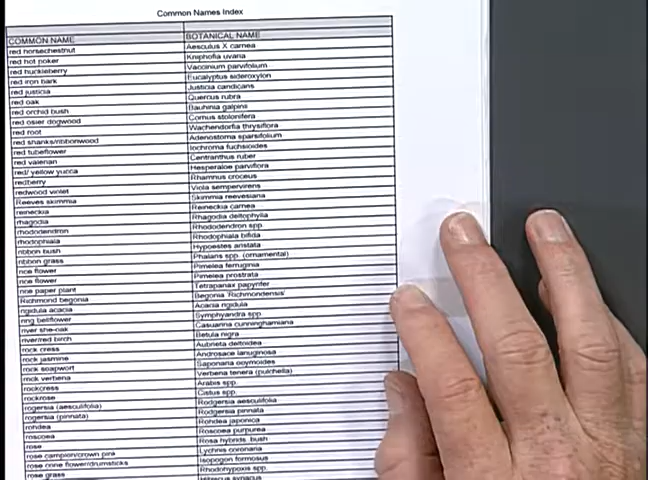 Common Names Index
COMMON NAME BOTANICAL NAME
red horsechestnut Aesculus X carnea
red hot poker Kniphofia uvaria
red huckleberry Vaccinium parvifolium
red iron bark Eucalyptus sideroxylon
red justicia Justicia candicans
red oak Quercus rubra
red orchid bush Bauhinia galpinii
red osier dogwood Cornus stolonifera
red root Wachendorfia thrysiflora
red shanks/ribbonwood Adenostoma sparsifolium
red tubeflower Iochroma fuchsioides
red valerian Centranthus ruber
red/ yellow yucca Hesperaloe parviflora
redberry Rhamnus croceus
redwood violet Viola sempervirens
Reeves skimmia Skimmia reevesiana
reineckia Reineckia carnea
rhagodia Rhagodia deltophylla
rhododendron Rhododendron spp
rhodophiala Rhodophiala bifida
ribbon bush Hypoestes aristata
ribbon grass Phalaris spp. (ornamental)
rice flower Pimelea ferruginia
rice flower Pimelea prostrata
rice paper plant Tetrapanax papyrifer
Richmond begonia Begonia 'Richmondensis'
rigidula acacia Acacia rigidula
ring bellflower Symphyandra spp
river she-oak Casuarina cunninghamiana
river/red birch Betula nigra
rock cress Aubrieta deltoidea
rock jasmine Androsace lanuginosa
rock soapwort Saponaria ocymoides
rock verbena Verbena tenera (pulchella)
rockcress Arabis spp.
rockrose Cistus spp.
rogersia (aesculifolia) Rodgersia aesculifolia
rogersia (pinnata) Rodgersia pinnata
rohdea Rohdea japonica
roscoea Roscoea purpurea
rose Rosa hybrids, bush
rose campion/crown pink Lychnis coronaria
rose cone flower/drumsticks Isopogon formosus
rose grass Rhodohypoxis spp.